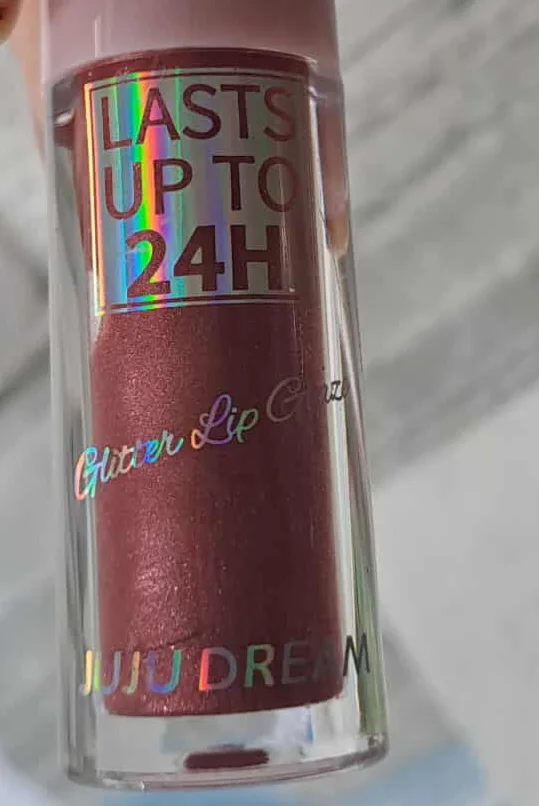 LASTS
UP TO
24H
Glitter Lip
JUJU DREAM